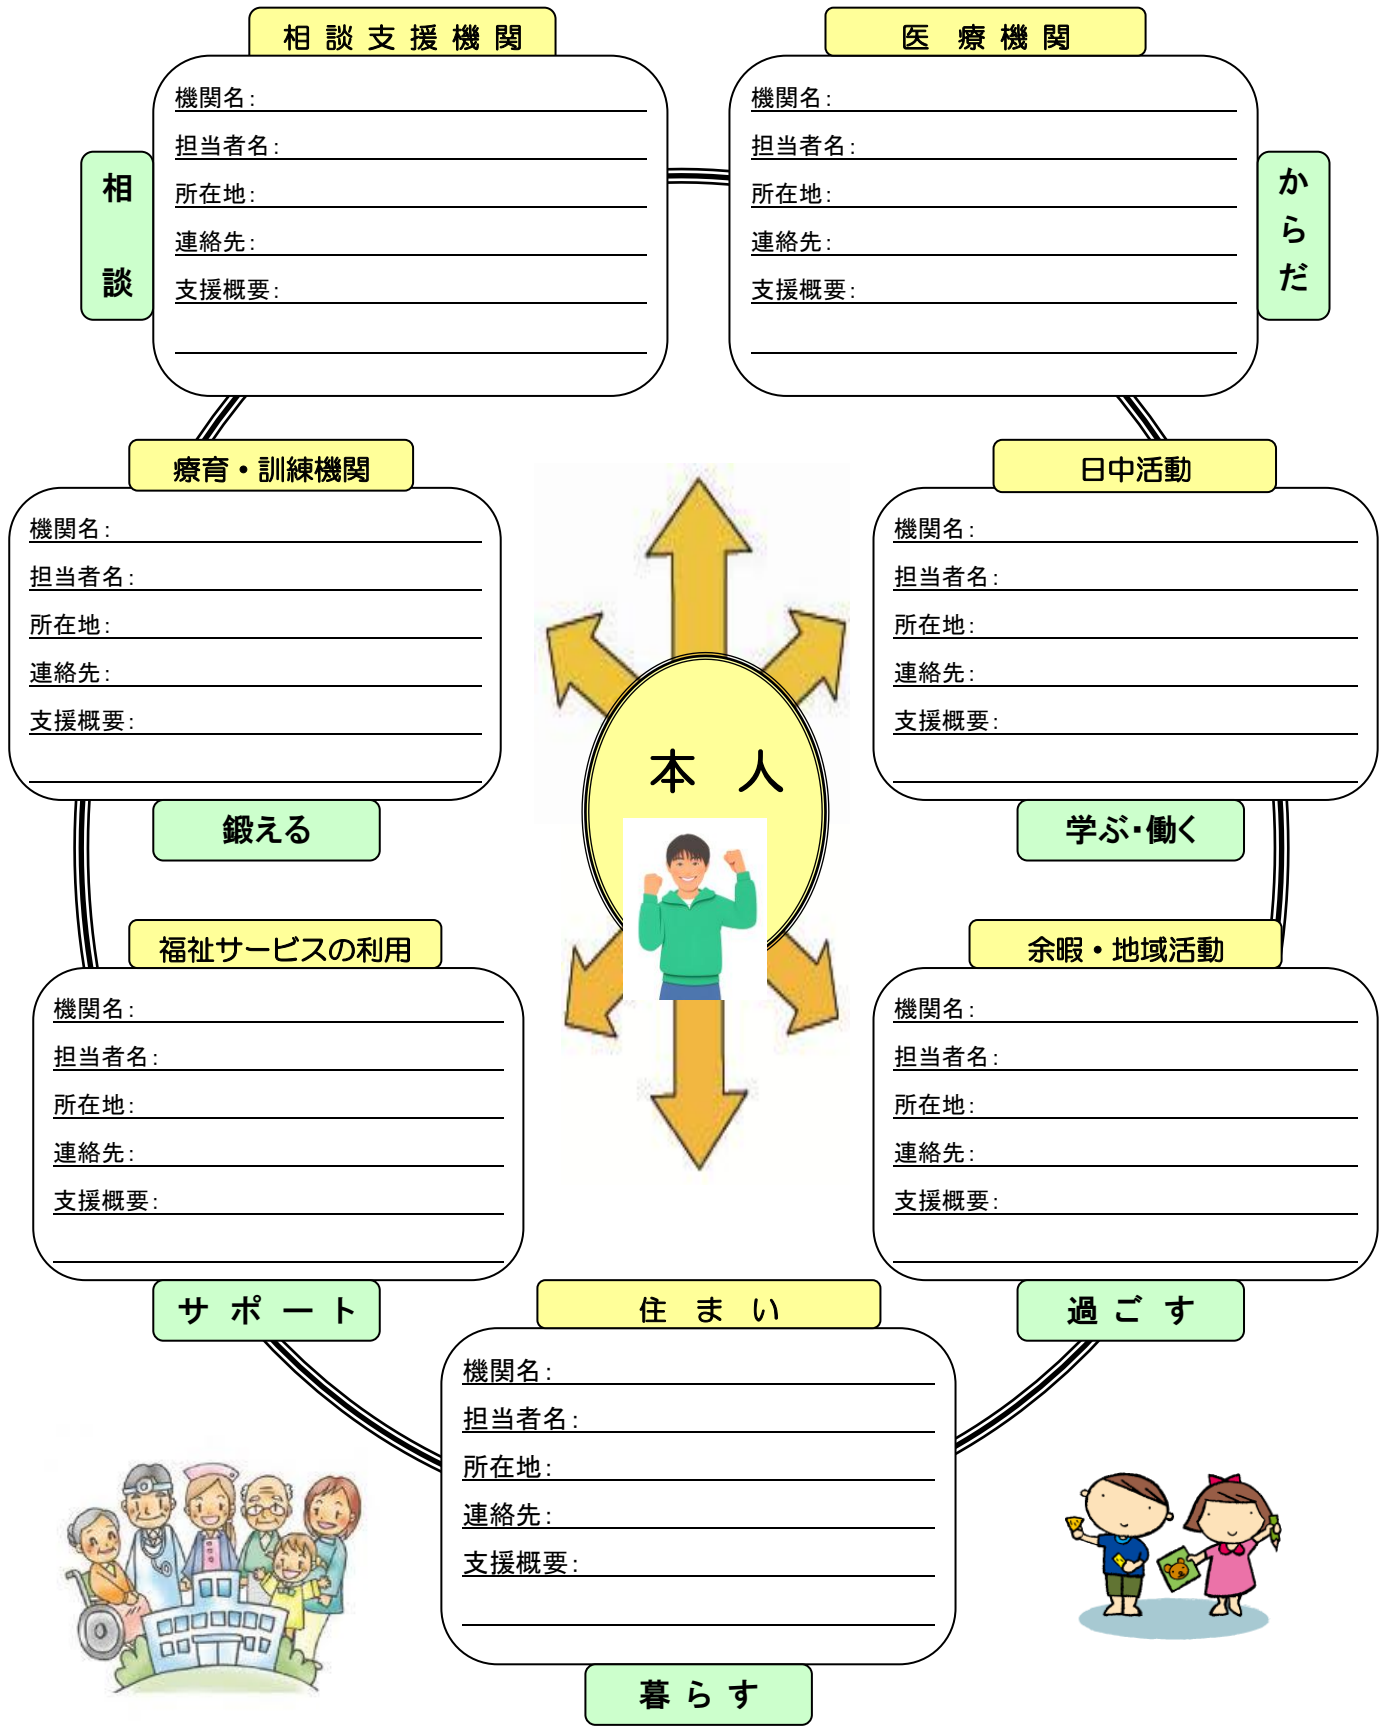 相談支援機関
機関名：
担当者名：
所在地：
連絡先：
支援概要：
相談
医療機関
機関名：
担当者名：
所在地：
連絡先：
支援概要：
からだ
療育・訓練機関
機関名：
担当者名：
所在地：
連絡先：
支援概要：
鍛える
本人
日中活動
機関名：
担当者名：
所在地：
連絡先：
支援概要：
学ぶ・働く
福祉サービスの利用
機関名：
担当者名：
所在地：
連絡先：
支援概要：
サポート
余暇・地域活動
機関名：
担当者名：
所在地：
連絡先：
支援概要：
過ごす
住まい
機関名：
担当者名：
所在地：
連絡先：
支援概要：
暮らす